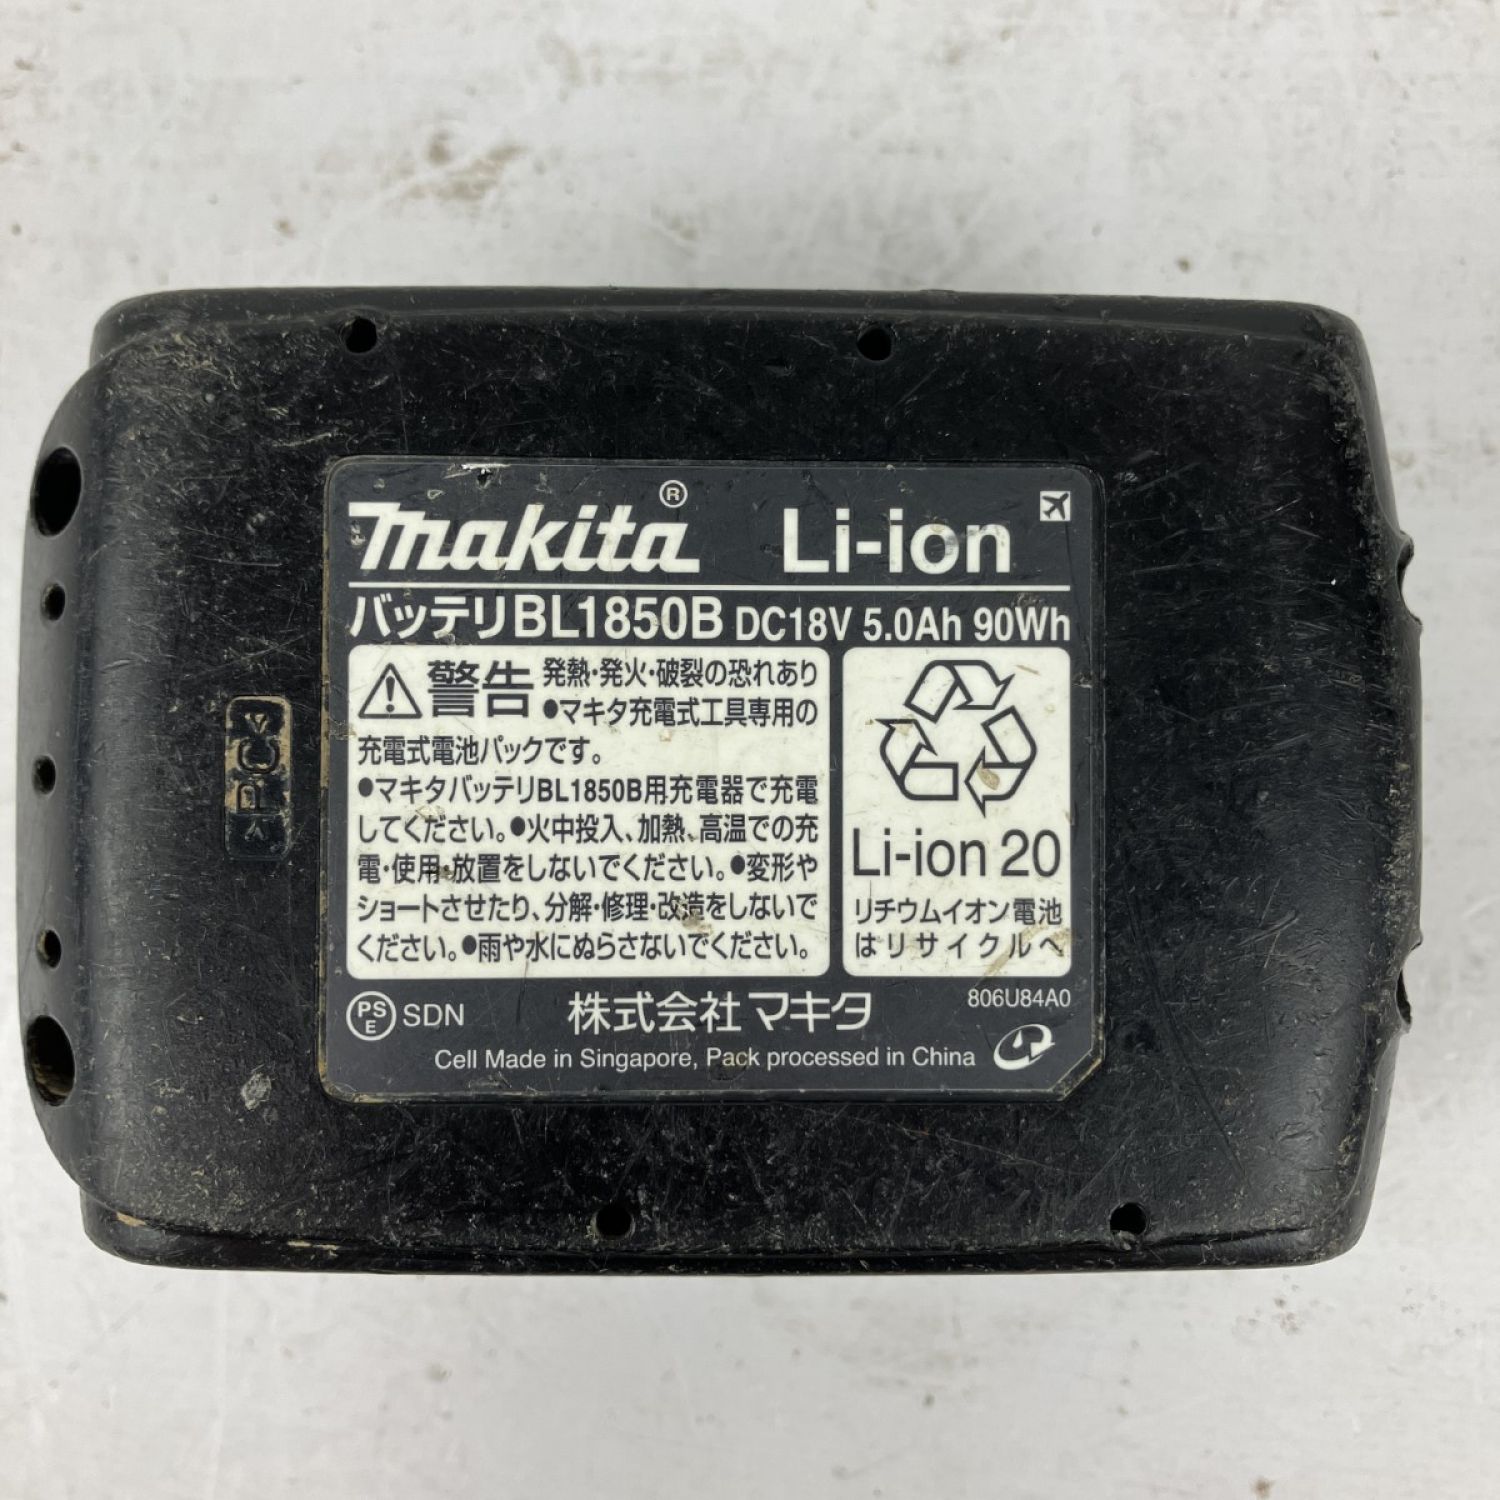 makita® Li-ion
バッテリBL1850B DC18V 5.0Ah 90Wh
警告 発熱・発火・破裂の恐れあり
●マキタ充電式工具専用の
充電式電池パックです。
●マキタバッテリBL1850B用充電器で充電
してください。●火中投入、加熱、高温での充
電・使用・放置をしないでください。●変形や
ショートさせたり、分解・修理・改造をしないで
ください。●雨や水にぬらさないでください。
Li-ion 20
リチウムイオン電池
はリサイクルへ
PSE SDN 株式会社マキタ 806U84A0
Cell Made in Singapore, Pack processed in China
>PC<